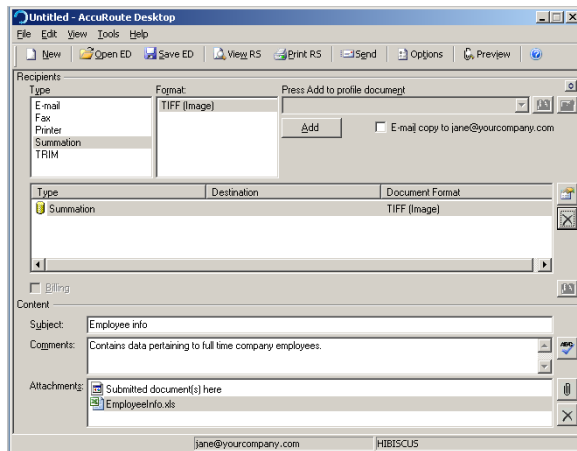 Untitled - AccuRoute Desktop
File Edit View Tools Help
New Open ED Save ED View RS Print RS Send Options Preview
Recipients
Type Format: Press Add to profile document
E-mail TIFF (Image)
Fax
Printer Add E-mail copy to jane@yourcompany.com
Summation
TRIM
Type Destination Document Format
Summation TIFF (Image)
Billing
Content
Subject: Employee info
Comments: Contains data pertaining to full time company employees.
Attachments: Submitted document(s) here
EmployeeInfo.xls
jane@yourcompany.com HIBISCUS